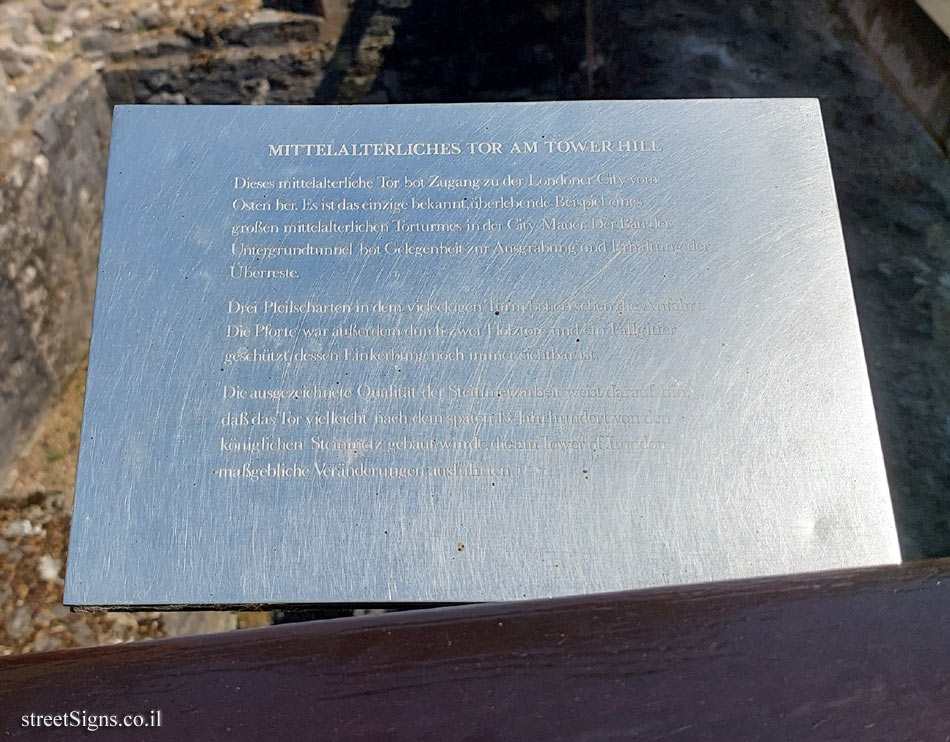 MITTELALTERLICHES TOR AM TOWER HILL
Dieses mittelalterliche Tor bot Zugang zu der Londoner City vom
Osten her. Es ist das einzige bekannt, überlebende Beispiel eines
großen mittelalterlichen Torturmes in der City Mauer. Der Bau des
Untergrundtunnel bot Gelegenheit zur Ausgrabung und Erhaltung der
Überreste.
Drei Pfeilscharten in dem vieleckigen Turm beherrschen die Anfahrt.
Die Pforte war außerdem durch zwei Holztore und ein Fallgitter
geschützt, dessen Einkerbung noch immer sichtbar ist.
Die ausgezeichnete Qualität der Steinmetzarbeit weist darauf hin
daß das Tor vielleicht nach dem späten 13 Jahrhundert von den
königlichen Steinmetz gebaut wurde, die am Tower of London
maßgebliche Veränderungen ausführten.
streetSigns.co.il